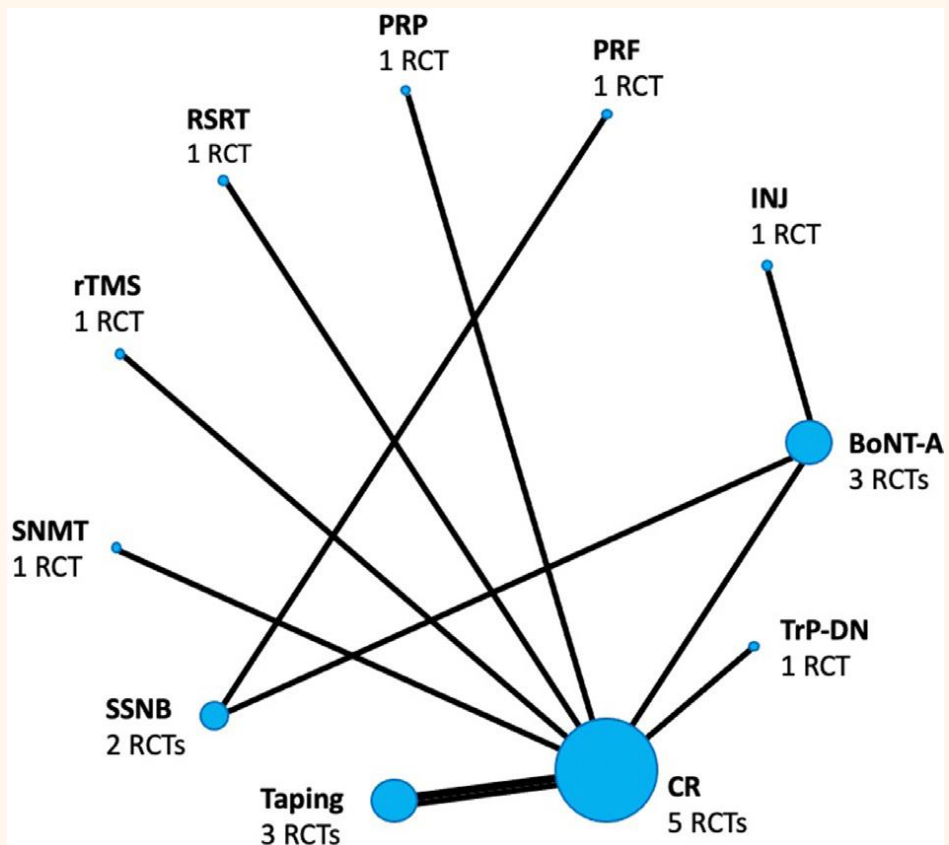 PRP
1 RCT
PRF
1 RCT
RSRT
1 RCT
INJ
1 RCT
rTMS
1 RCT
BoNT-A
3 RCTs
SNMT
1 RCT
TrP-DN
1 RCT
SSNB
2 RCTs
Taping
3 RCTs
CR
5 RCTs